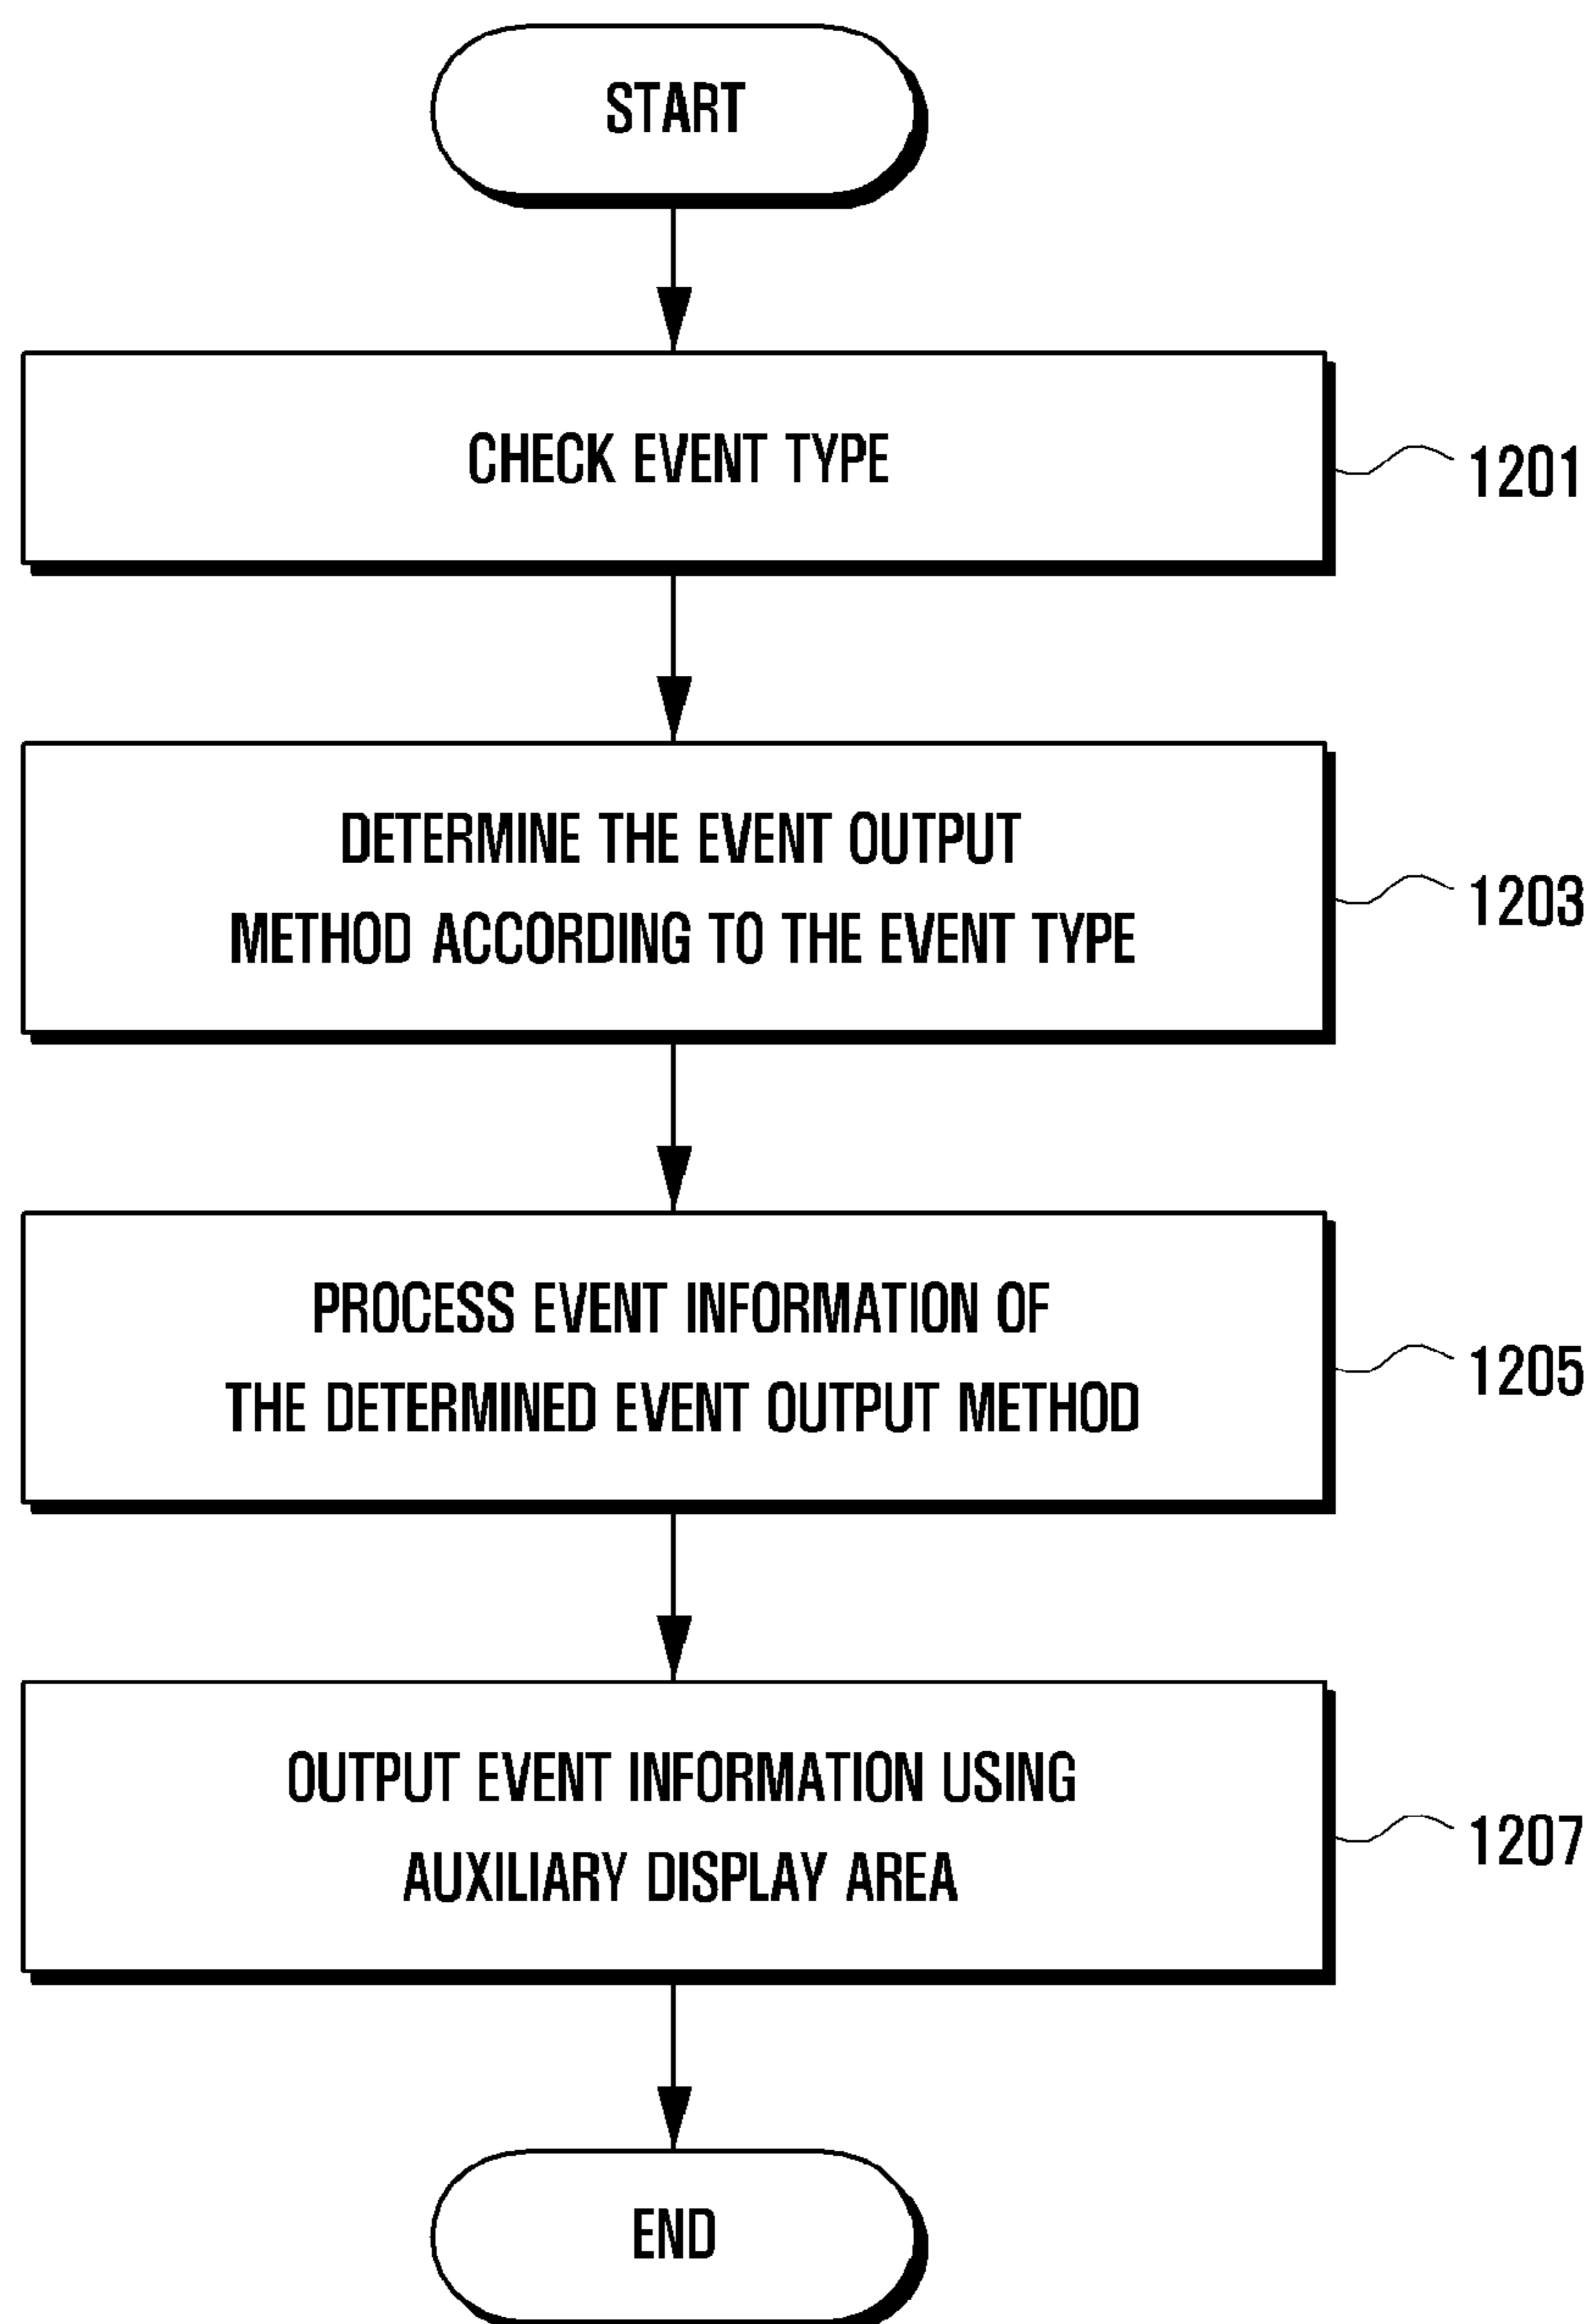 START
CHECK EVENT TYPE
1201
DETERMINE THE EVENT OUTPUT
METHOD ACCORDING TO THE EVENT TYPE
1203
PROCESS EVENT INFORMATION OF
THE DETERMINED EVENT OUTPUT METHOD
1205
OUTPUT EVENT INFORMATION USING
AUXILIARY DISPLAY AREA
1207
END